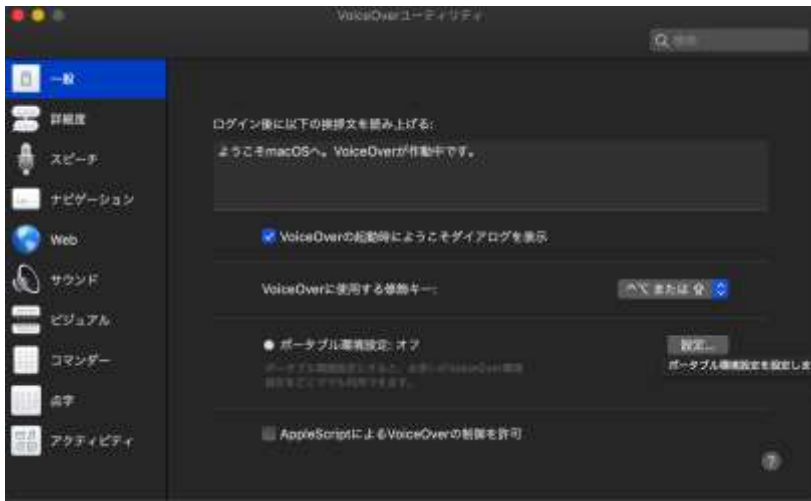 VoiceOverユーティリティ
検索
一般
詳細度
スピーチ
ナビゲーション
Web
サウンド
ビジュアル
コマンダー
点字
アクティビティ
ログイン後に以下の挨拶文を読み上げる:
ようこそmacOSへ。VoiceOverが作動中です。
VoiceOverの起動時にようこそダイアログを表示
VoiceOverに使用する修飾キー:
^⌥ または ⇪
ポータブル環境設定: オフ
設定...
ポータブル環境設定を設定しま
AppleScriptによるVoiceOverの制御を許可
?